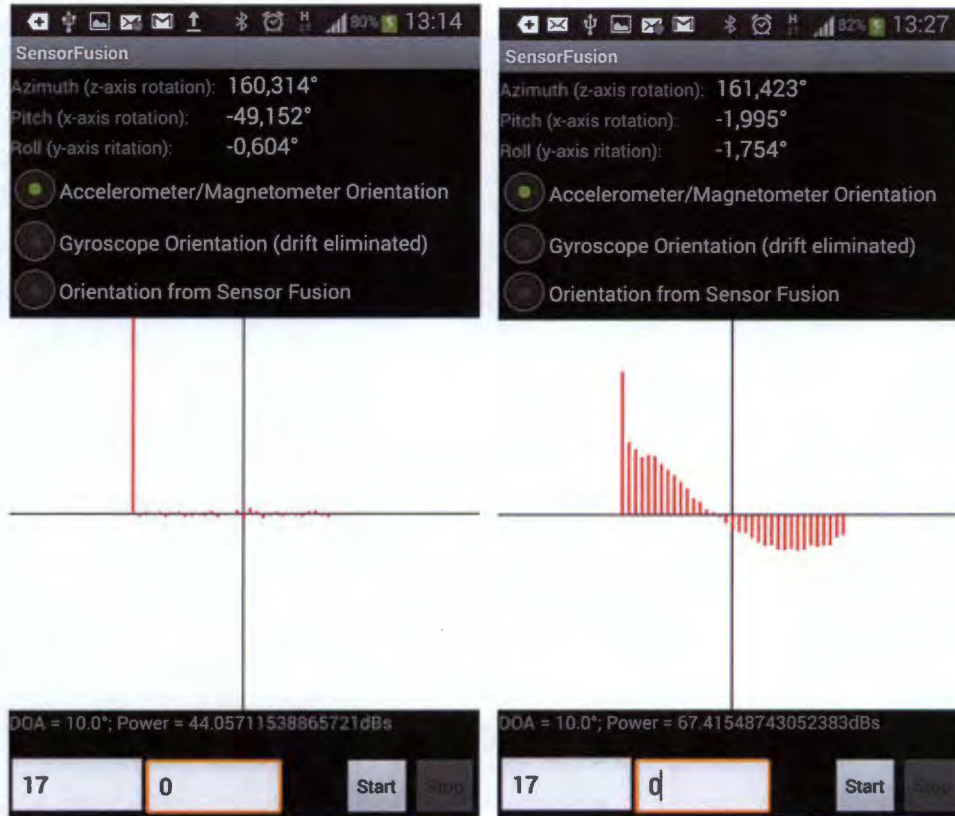 80% 13:14
SensorFusion
Azimuth (z-axis rotation): 160,314°
Pitch (x-axis rotation): -49,152°
Roll (y-axis ritation): -0,604°
Accelerometer/Magnetometer Orientation
Gyroscope Orientation (drift eliminated)
Orientation from Sensor Fusion
DOA = 10.0°; Power = 44.05711538865721dBs
17 0 Start Stop
H 82% 13:27
SensorFusion
Azimuth (z-axis rotation): 161,423°
Pitch (x-axis rotation): -1,995°
Roll (y-axis ritation): -1,754°
Accelerometer/Magnetometer Orientation
Gyroscope Orientation (drift eliminated)
Orientation from Sensor Fusion
DOA = 10.0°; Power = 67.41548743052383dBs
17 0 Start Stop